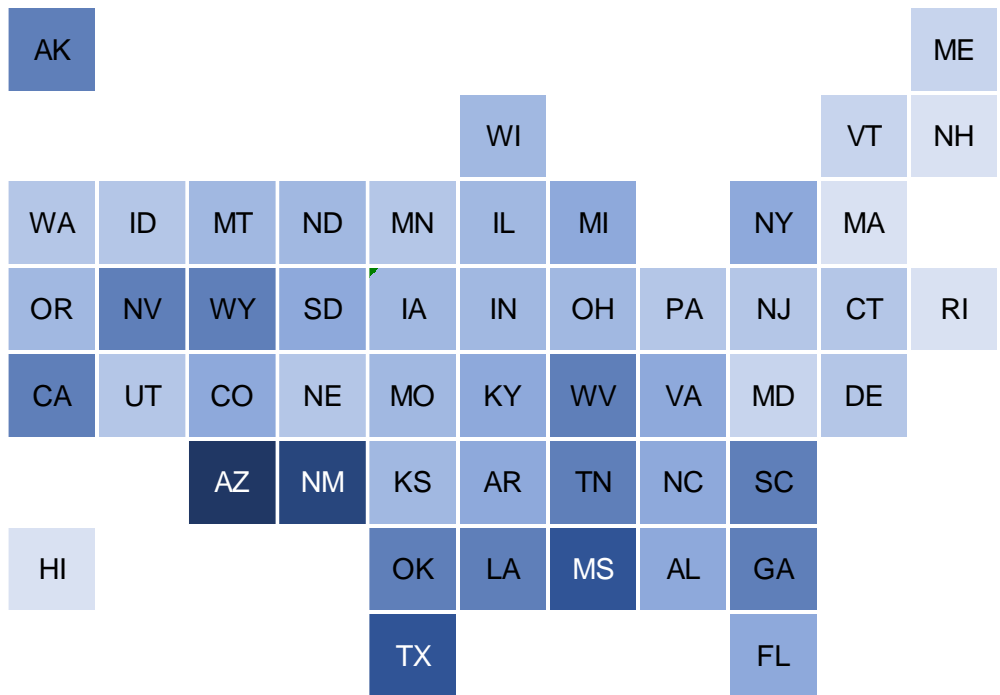 AK ME
WI VT NH
WA ID MT ND MN IL MI NY MA
OR NV WY SD IA IN OH PA NJ CT RI
CA UT CO NE MO KY WV VA MD DE
AZ NM KS AR TN NC SC
HI OK LA MS AL GA
TX FL